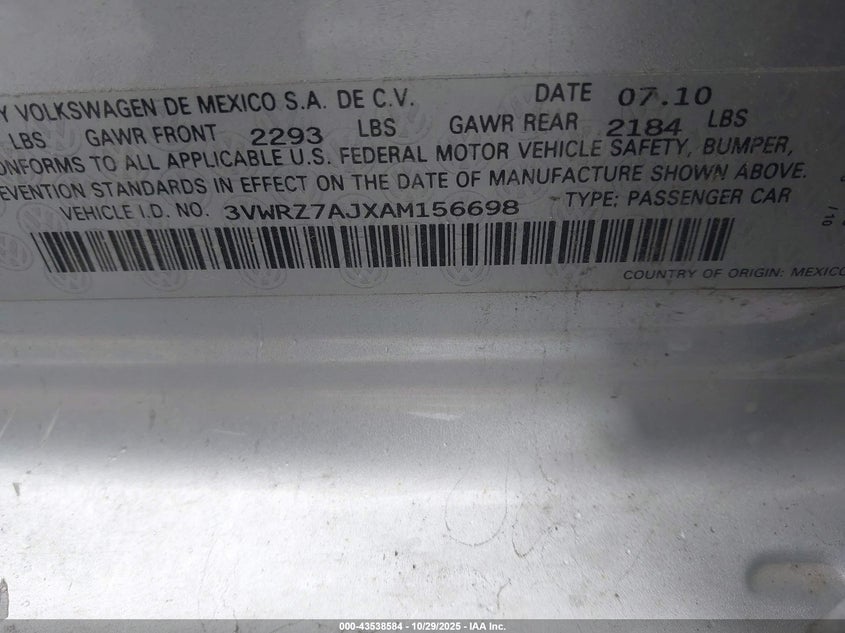 Y VOLKSWAGEN DE MEXICO S.A. DE C.V. DATE 07.10
LBS GAWR FRONT 2293 LBS GAWR REAR 2184 LBS
ONFORMS TO ALL APPLICABLE U.S. FEDERAL MOTOR VEHICLE SAFETY, BUMPER,
EVENTION STANDARDS IN EFFECT ON THE DATE OF MANUFACTURE SHOWN ABOVE.
VEHICLE I.D. NO. 3VWRZ7AJXAM156698 TYPE: PASSENGER CAR
COUNTRY OF ORIGIN: MEXICO
/10
000-43538584 / 10/29/2025 - IAA Inc.